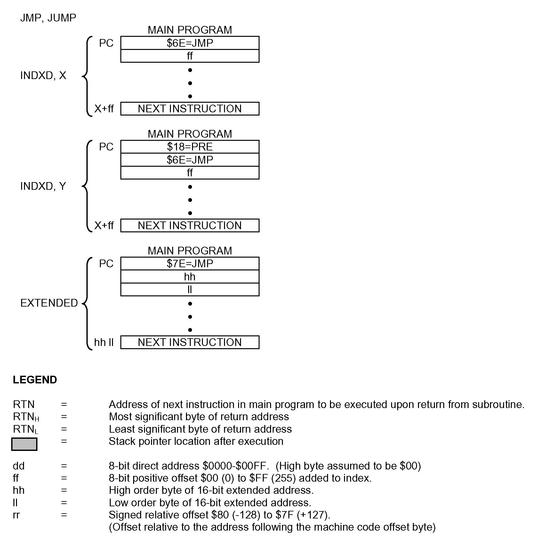 JMP, JUMP
MAIN PROGRAM
PC $6E=JMP
ff
INDXD, X
X+ff NEXT INSTRUCTION
MAIN PROGRAM
PC $18=PRE
$6E=JMP
ff
INDXD, Y
X+ff NEXT INSTRUCTION
MAIN PROGRAM
PC $7E=JMP
hh
ll
EXTENDED
hh ll NEXT INSTRUCTION
LEGEND
RTN = Address of next instruction in main program to be executed upon return from subroutine.
RTNH = Most significant byte of return address
RTNL = Least significant byte of return address
= Stack pointer location after execution
dd = 8-bit direct address $0000-$00FF. (High byte assumed to be $00)
ff = 8-bit positive offset $00 (0) to $FF (255) added to index.
hh = High order byte of 16-bit extended address.
ll = Low order byte of 16-bit extended address.
rr = Signed relative offset $80 (-128) to $7F (+127).
(Offset relative to the address following the machine code offset byte)